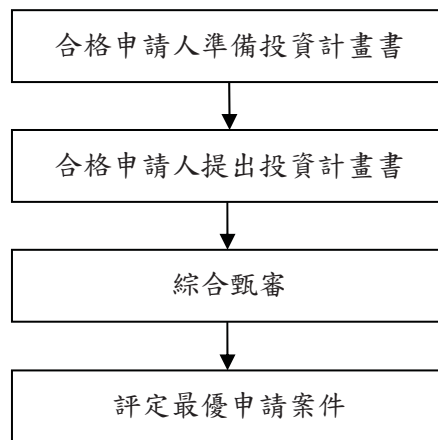 合格申請人準備投資計畫書
合格申請人提出投資計畫書
綜合甄審
評定最優申請案件